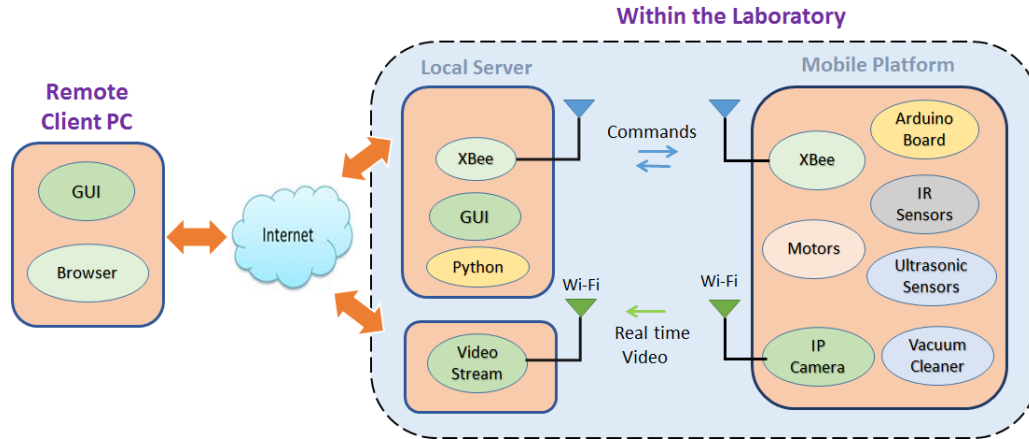 Within the Laboratory
Remote
Client PC
GUI
Browser
Internet
Local Server
XBee
GUI
Python
Video
Stream
Commands
Wi-Fi
Wi-Fi
Real time
Video
Mobile Platform
XBee
Arduino
Board
IR
Sensors
Motors
Ultrasonic
Sensors
IP
Camera
Vacuum
Cleaner